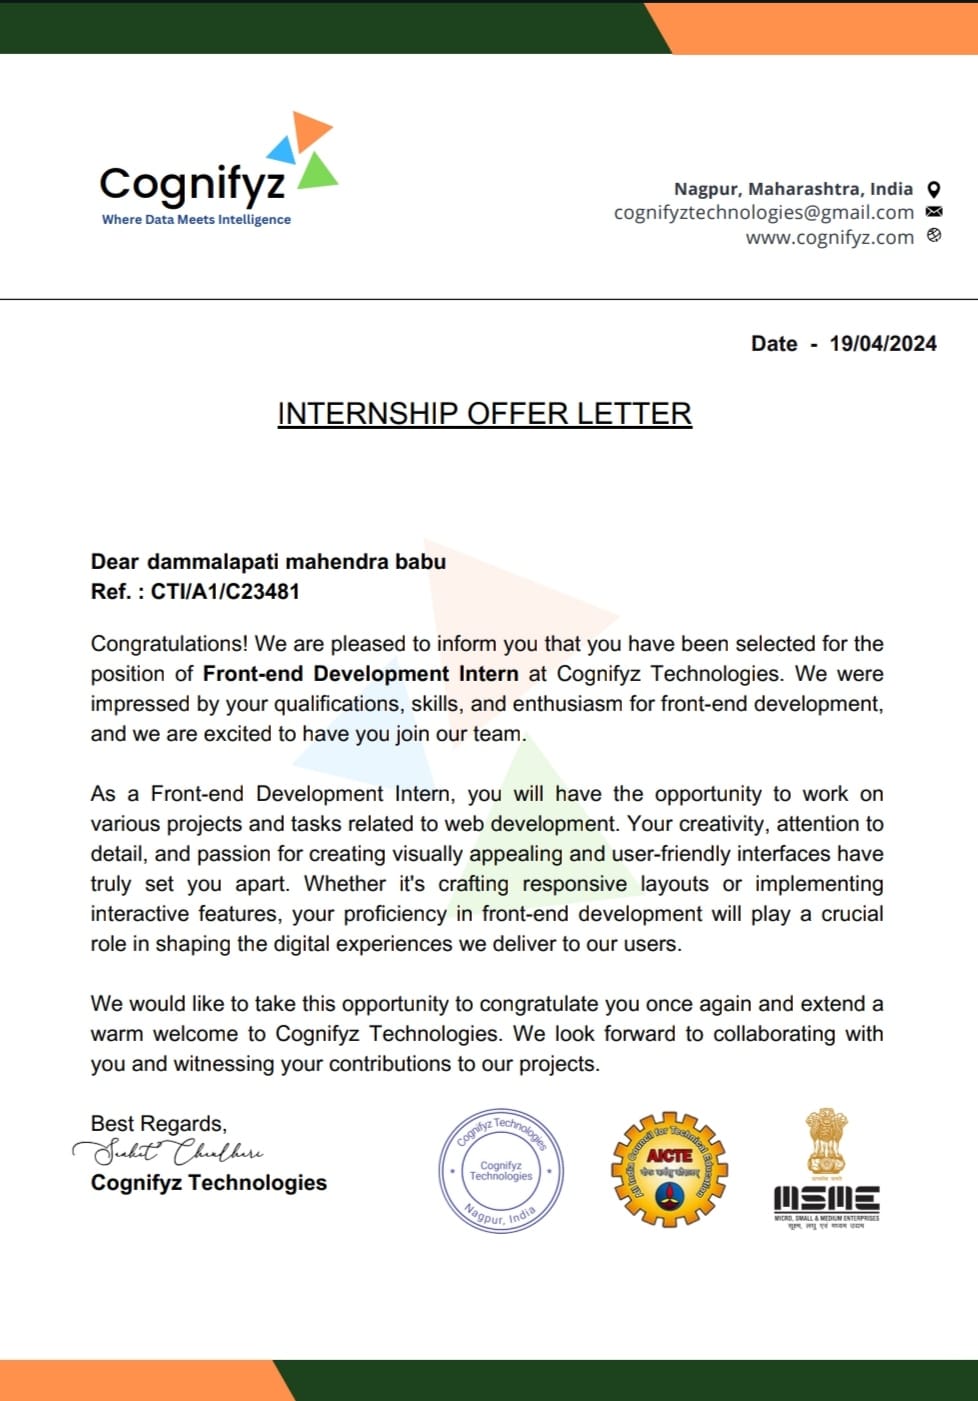 Cognifyz
Where Data Meets Intelligence
Nagpur, Maharashtra, India
cognifyztechnologies@gmail.com
www.cognifyz.com
Date - 19/04/2024
INTERNSHIP OFFER LETTER
Dear dammalapati mahendra babu
Ref. : CTI/A1/C23481
Congratulations! We are pleased to inform you that you have been selected for the
position of Front-end Development Intern at Cognifyz Technologies. We were
impressed by your qualifications, skills, and enthusiasm for front-end development,
and we are excited to have you join our team.
As a Front-end Development Intern, you will have the opportunity to work on
various projects and tasks related to web development. Your creativity, attention to
detail, and passion for creating visually appealing and user-friendly interfaces have
truly set you apart. Whether it's crafting responsive layouts or implementing
interactive features, your proficiency in front-end development will play a crucial
role in shaping the digital experiences we deliver to our users.
We would like to take this opportunity to congratulate you once again and extend a
warm welcome to Cognifyz Technologies. We look forward to collaborating with
you and witnessing your contributions to our projects.
Best Regards,
Cognifyz Technologies
Cognifyz Technologies
Cognifyz
Technologies
Nagpur, India
All India Council for Technical Education
AICTE
MSME
MICRO, SMALL & MEDIUM ENTERPRISES
सूक्ष्म, लघु एवं मध्यम उद्यम